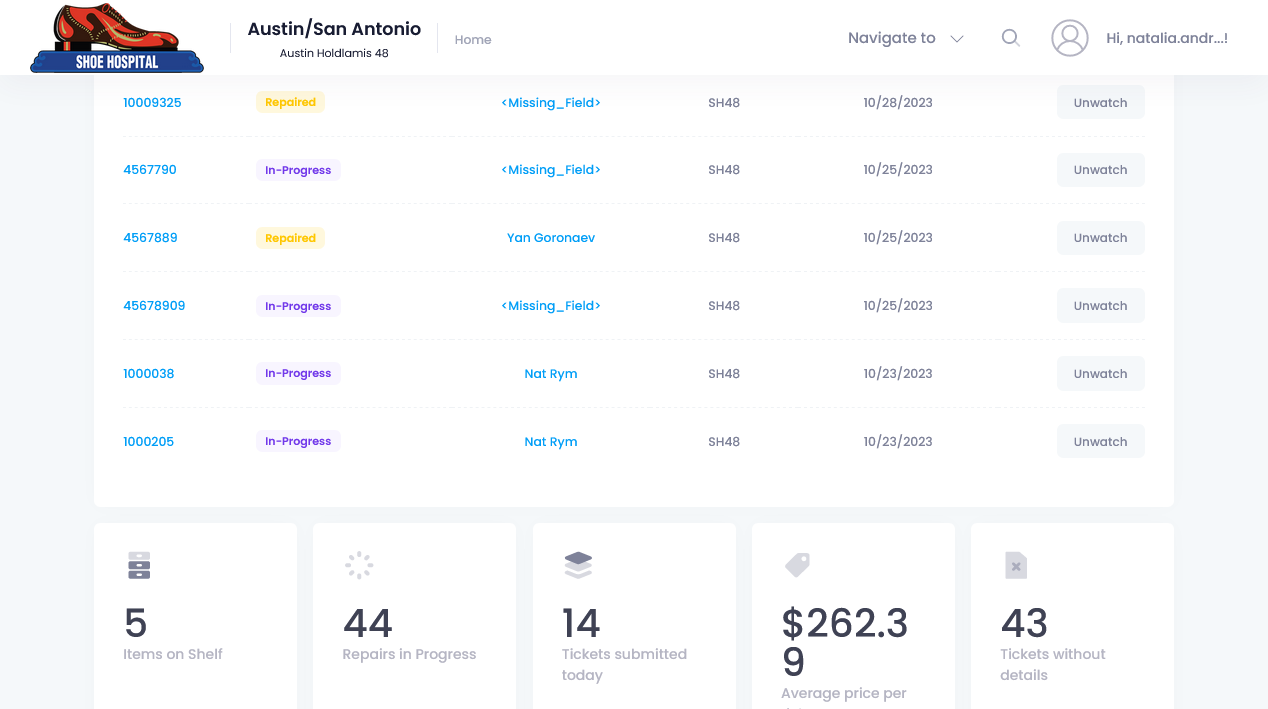 SHOE HOSPITAL
Austin/San Antonio
Austin Holdlamis 48
Home
Navigate to
Hi, natalia.andr...!
10009325 Repaired <Missing_Field> SH48 10/28/2023 Unwatch
4567790 In-Progress <Missing_Field> SH48 10/25/2023 Unwatch
4567889 Repaired Yan Goronaev SH48 10/25/2023 Unwatch
45678909 In-Progress <Missing_Field> SH48 10/25/2023 Unwatch
1000038 In-Progress Nat Rym SH48 10/23/2023 Unwatch
1000205 In-Progress Nat Rym SH48 10/23/2023 Unwatch
5
Items on Shelf
44
Repairs in Progress
14
Tickets submitted
today
$262.3
9
Average price per
43
Tickets without
details